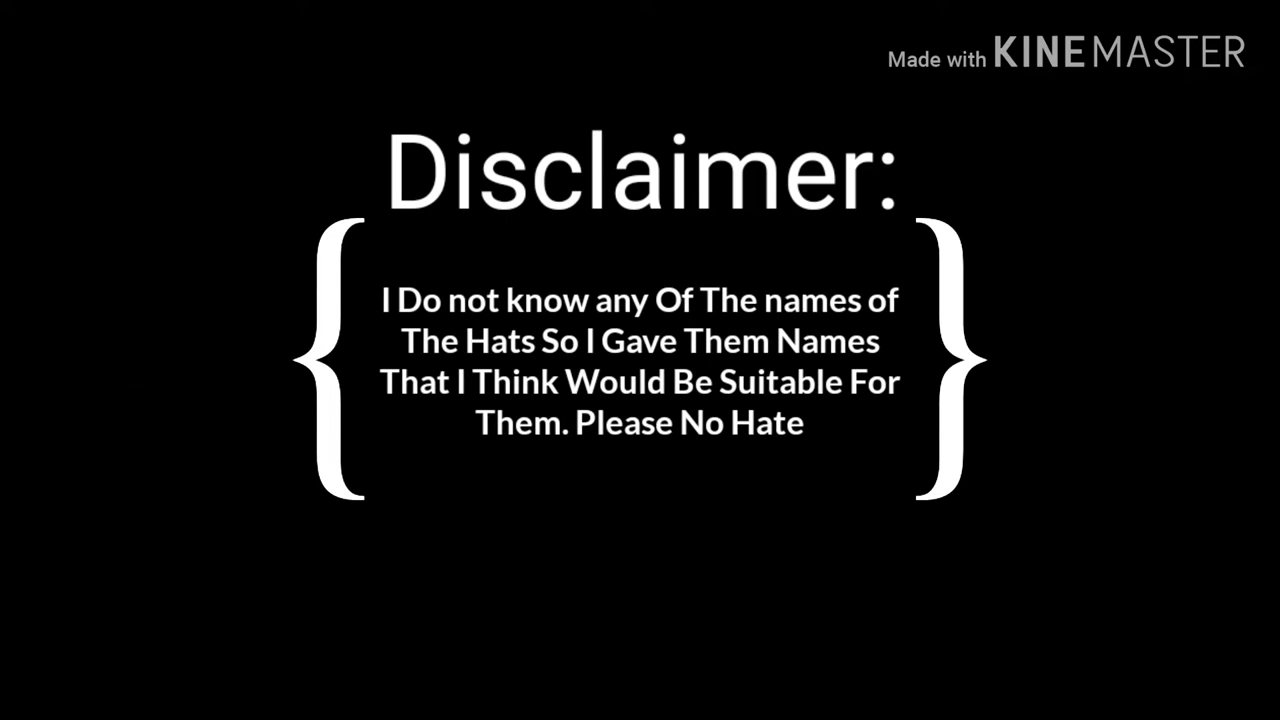 Made with KINEMASTER
Disclaimer:
I Do not know any Of The names of
The Hats So I Gave Them Names
That I Think Would Be Suitable For
Them. Please No Hate